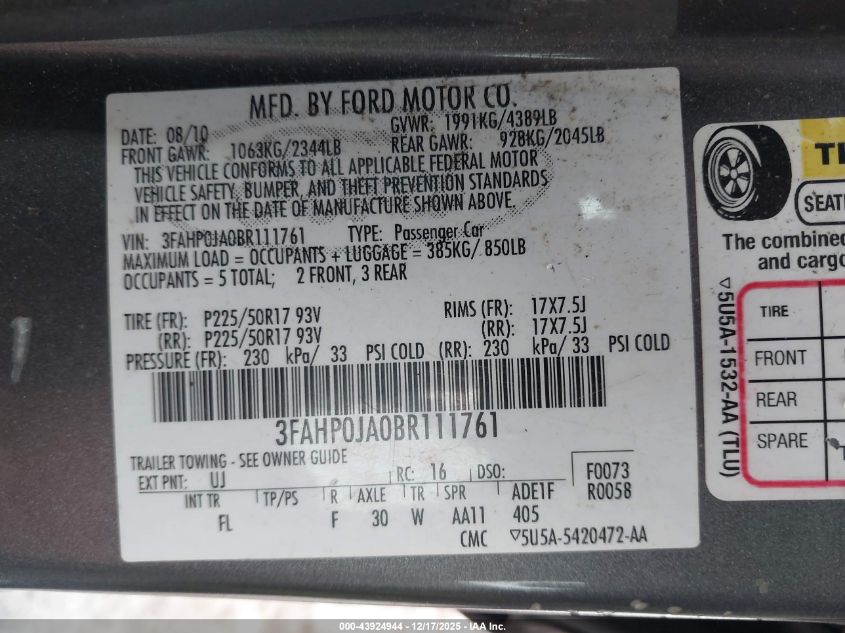 MFD. BY FORD MOTOR CO.
DATE: 08/10 GVWR: 1991KG/4389LB
FRONT GAWR: 1063KG/2344LB REAR GAWR: 928KG/2045LB
THIS VEHICLE CONFORMS TO ALL APPLICABLE FEDERAL MOTOR
VEHICLE SAFETY, BUMPER, AND THEFT PREVENTION STANDARDS
IN EFFECT ON THE DATE OF MANUFACTURE SHOWN ABOVE.
VIN: 3FAHP0JA0BR111761 TYPE: Passenger Car
MAXIMUM LOAD = OCCUPANTS + LUGGAGE = 385KG/ 850LB
OCCUPANTS = 5 TOTAL; 2 FRONT, 3 REAR
TIRE (FR): P225/50R17 93V RIMS (FR): 17X7.5J
(RR): P225/50R17 93V (RR): 17X7.5J
PRESSURE (FR): 230 kPa/ 33 PSI COLD (RR): 230 kPa/ 33 PSI COLD
3FAHP0JA0BR111761
TRAILER TOWING - SEE OWNER GUIDE
EXT PNT: UJ RC: 16 DSO: F0073
INT TR TP/PS R AXLE TR SPR ADE1F R0058
FL F 30 W AA11 405
CMC ▽5U5A-5420472-AA
SEATI
The combined
and cargo
TIRE
FRONT
REAR
SPARE
▽5U5A-1532-AA (TLU)
000-43924944 - 12/17/2025 - IAA, Inc.